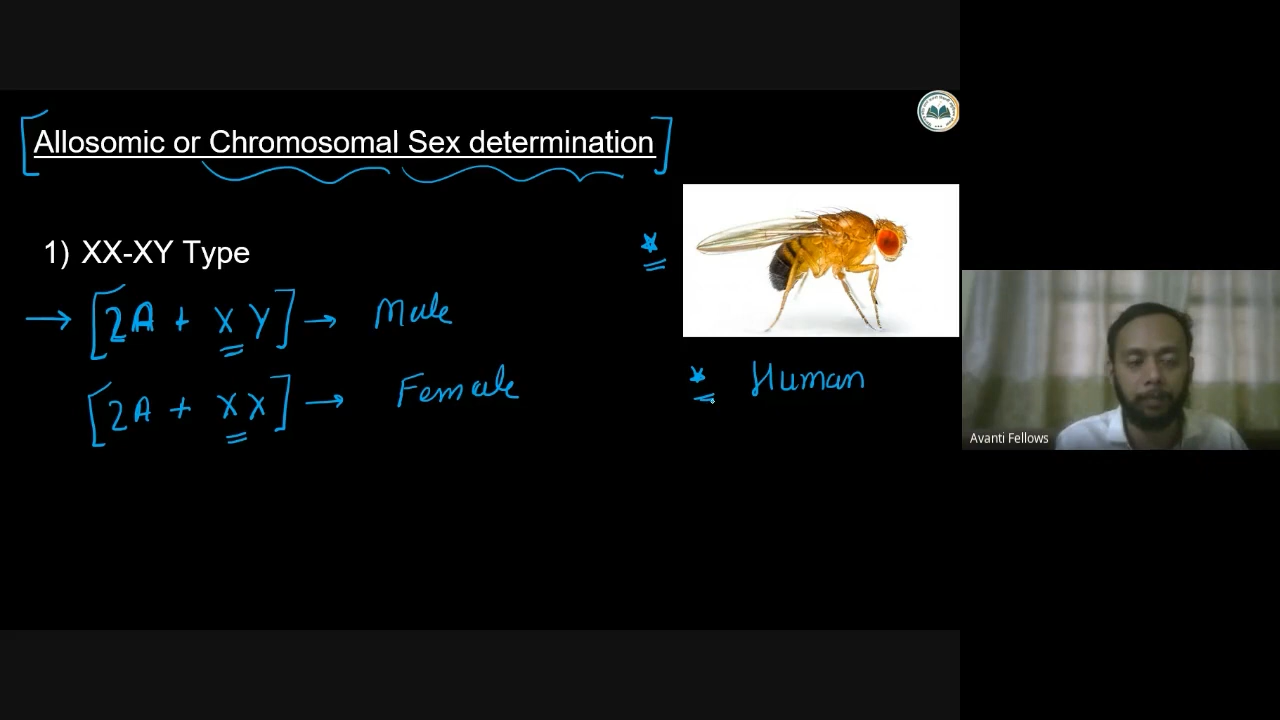 Allosomic or Chromosomal Sex determination
1) XX-XY Type
[2A + XY] → Male
[2A + XX] → Female
Human
Avanti Fellows